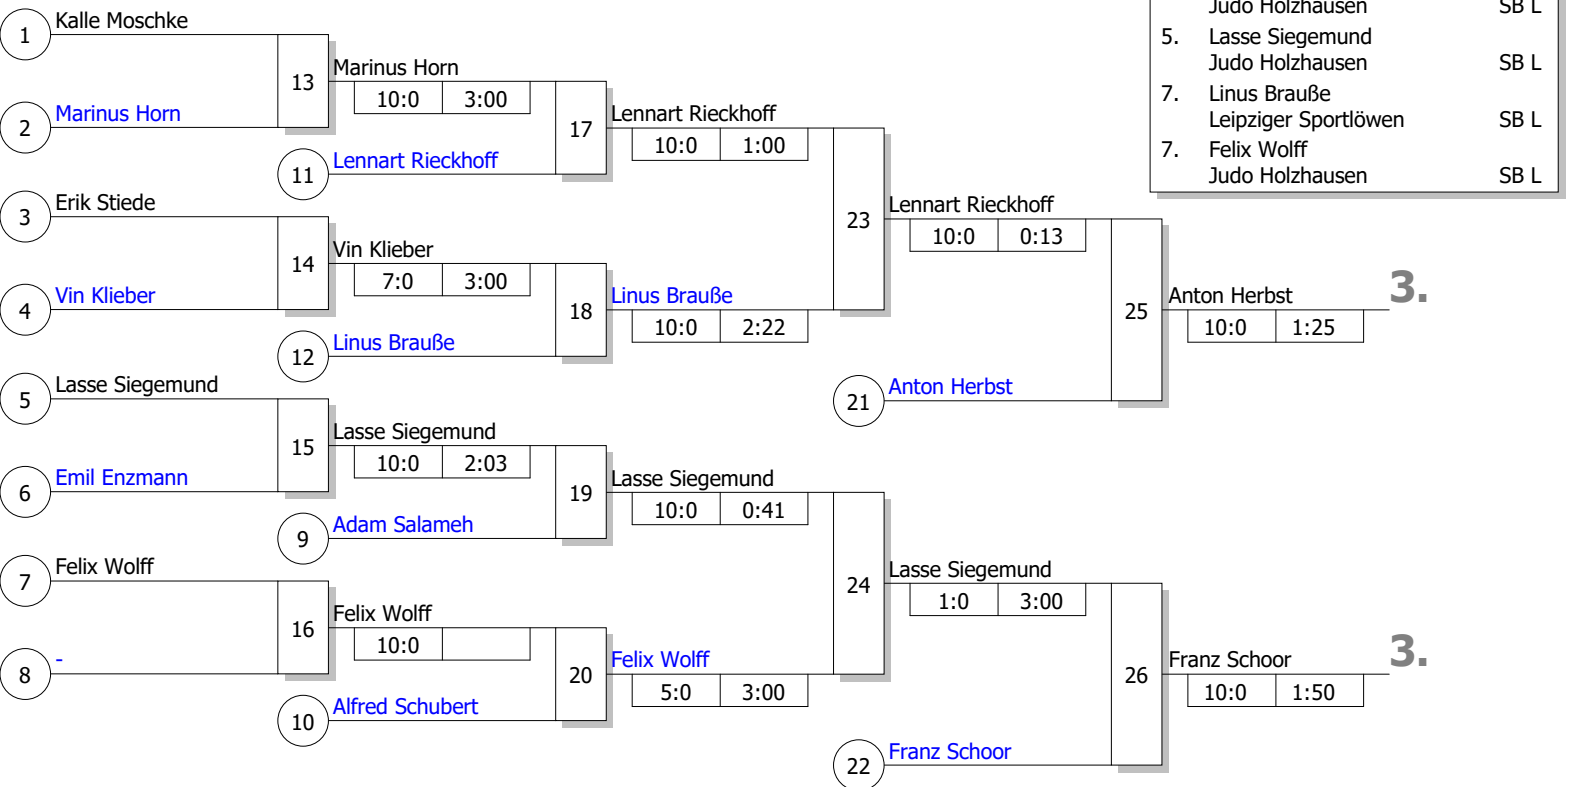 Judo Holzhausen SB L
5. Lasse Siegemund
Judo Holzhausen SB L
7. Linus Brauße
Leipziger Sportlöwen SB L
7. Felix Wolff
Judo Holzhausen SB L
1 Kalle Moschke
13 Marinus Horn
10:0 3:00
2 Marinus Horn
17 Lennart Rieckhoff
10:0 1:00
11 Lennart Rieckhoff
3 Erik Stiede
23 Lennart Rieckhoff
10:0 0:13
14 Vin Klieber
7:0 3:00
4 Vin Klieber
18 Linus Brauße
10:0 2:22
12 Linus Brauße
25 Anton Herbst 3.
10:0 1:25
5 Lasse Siegemund
21 Anton Herbst
15 Lasse Siegemund
10:0 2:03
6 Emil Enzmann
19 Lasse Siegemund
10:0 0:41
9 Adam Salameh
7 Felix Wolff
24 Lasse Siegemund
1:0 3:00
16 Felix Wolff
10:0
8 -
20 Felix Wolff
5:0 3:00
10 Alfred Schubert
26 Franz Schoor 3.
10:0 1:50
22 Franz Schoor